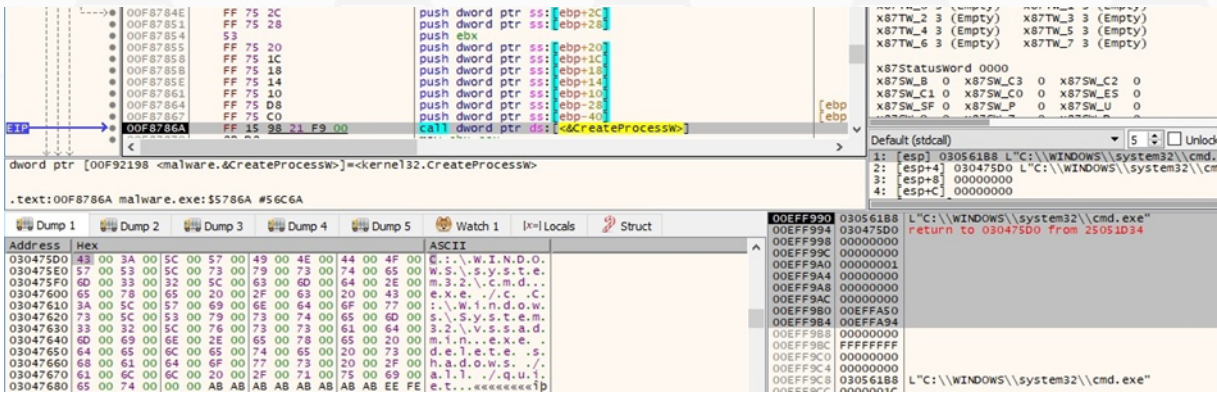 00F8784E FF 75 2C push dword ptr ss:[ebp+2C]
00F87851 FF 75 28 push dword ptr ss:[ebp+28]
00F87854 53 push ebx
00F87855 FF 75 20 push dword ptr ss:[ebp+20]
00F87858 FF 75 1C push dword ptr ss:[ebp+1C]
00F8785B FF 75 18 push dword ptr ss:[ebp+18]
00F8785E FF 75 14 push dword ptr ss:[ebp+14]
00F87861 FF 75 10 push dword ptr ss:[ebp+10]
00F87864 FF 75 D8 push dword ptr ss:[ebp-28] [ebp
00F87867 FF 75 C0 push dword ptr ss:[ebp-40] [ebp
EIP 00F8786A FF 15 98 21 F9 00 call dword ptr ds:[<&CreateProcessW>]
dword ptr [00F92198 <malware.&CreateProcessW>]=<kernel32.CreateProcessW>
.text:00F8786A malware.exe:$5786A #56C6A
x87TW_2 3 (Empty) x87TW_3 3 (Empty)
x87TW_4 3 (Empty) x87TW_5 3 (Empty)
x87TW_6 3 (Empty) x87TW_7 3 (Empty)
x87StatusWord 0000
x87SW_B 0 x87SW_C3 0 x87SW_C2 0
x87SW_C1 0 x87SW_C0 0 x87SW_ES 0
x87SW_SF 0 x87SW_P 0 x87SW_U 0
Default (stdcall) 5 Unlock
1: [esp] 030561B8 L"C:\\WINDOWS\\system32\\cmd.
2: [esp+4] 030475D0 L"C:\\WINDOWS\\system32\\cm
3: [esp+8] 00000000
4: [esp+C] 00000000
Dump 1 Dump 2 Dump 3 Dump 4 Dump 5 Watch 1 [x=] Locals Struct
Address Hex ASCII
030475D0 43 00 3A 00 5C 00 57 00 49 00 4E 00 44 00 4F 00 C.:.\.W.I.N.D.O.
030475E0 57 00 53 00 5C 00 73 00 79 00 73 00 74 00 65 00 W.S.\.s.y.s.t.e.
030475F0 6D 00 33 00 32 00 5C 00 63 00 6D 00 64 00 2E 00 m.3.2.\.c.m.d...
03047600 65 00 78 00 65 00 20 00 2F 00 63 00 20 00 43 00 e.x.e. ./.c. .C.
03047610 3A 00 5C 00 57 00 69 00 6E 00 64 00 6F 00 77 00 :.\.W.i.n.d.o.w.
03047620 73 00 5C 00 53 00 79 00 73 00 74 00 65 00 6D 00 s.\.S.y.s.t.e.m.
03047630 33 00 32 00 5C 00 76 00 73 00 73 00 61 00 64 00 3.2.\.v.s.s.a.d.
03047640 6D 00 69 00 6E 00 2E 00 65 00 78 00 65 00 20 00 m.i.n...e.x.e. .
03047650 64 00 65 00 6C 00 65 00 74 00 65 00 20 00 73 00 d.e.l.e.t.e. .s.
03047660 68 00 61 00 64 00 6F 00 77 00 73 00 20 00 2F 00 h.a.d.o.w.s. ./.
03047670 61 00 6C 00 6C 00 20 00 2F 00 71 00 75 00 69 00 a.l.l. ./.q.u.i.
03047680 65 00 74 00 00 00 AB AB AB AB AB AB AB AB EE FE e.t...««««««««îþ
00EFF990 030561B8 L"C:\\WINDOWS\\system32\\cmd.exe"
00EFF994 030475D0 return to 030475D0 from 25051D34
00EFF998 00000000
00EFF99C 00000000
00EFF9A0 00000001
00EFF9A4 00000000
00EFF9A8 00000000
00EFF9AC 00000000
00EFF9B0 00EFFA50
00EFF9B4 00EFFA94
00EFF9B8 00000000
00EFF9BC FFFFFFFF
00EFF9C0 00000000
00EFF9C4 00000000
00EFF9C8 030561B8 L"C:\\WINDOWS\\system32\\cmd.exe"